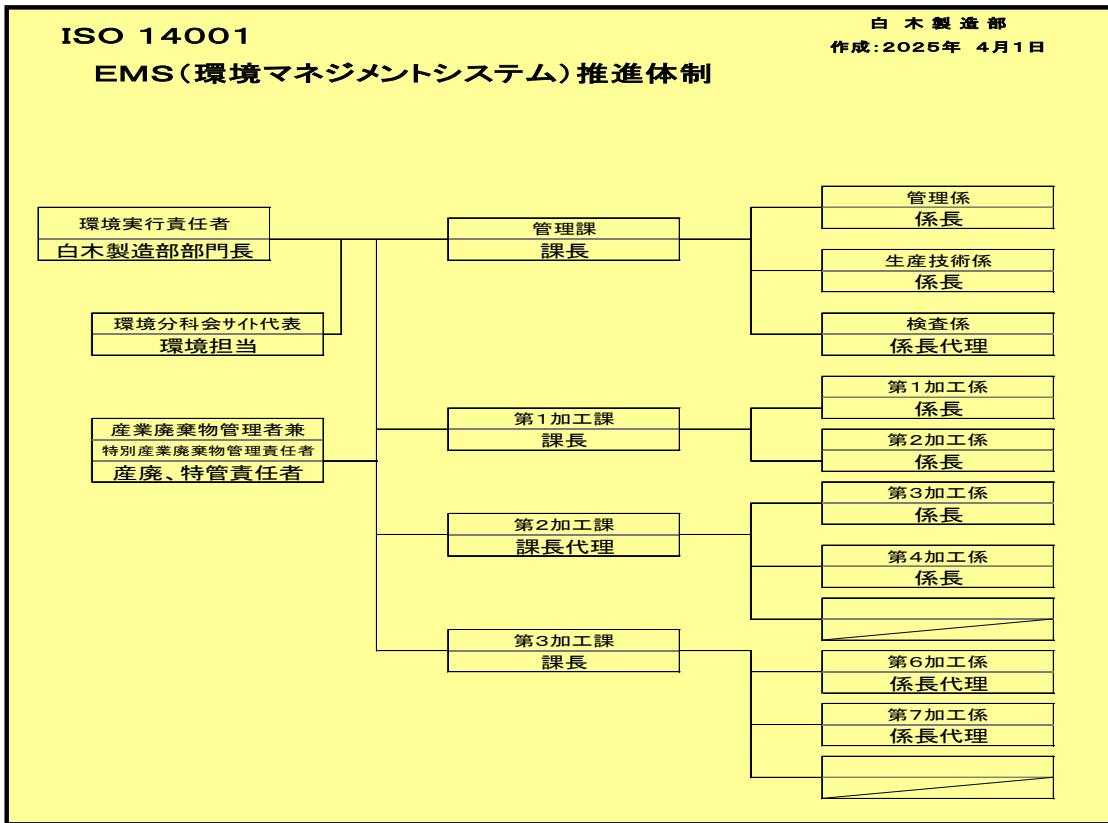 ISO 14001
EMS(環境マネジメントシステム)推進体制
白木製造部
作成:2025年 4月1日
環境実行責任者
白木製造部部門長
環境分科会サイト代表
環境担当
産業廃棄物管理者兼
特別産業廃棄物管理責任者
産廃、特管責任者
管理課
課長
第1加工課
課長
第2加工課
課長代理
第3加工課
課長
管理係
係長
生産技術係
係長
検査係
係長代理
第1加工係
係長
第2加工係
係長
第3加工係
係長
第4加工係
係長
第6加工係
係長代理
第7加工係
係長代理